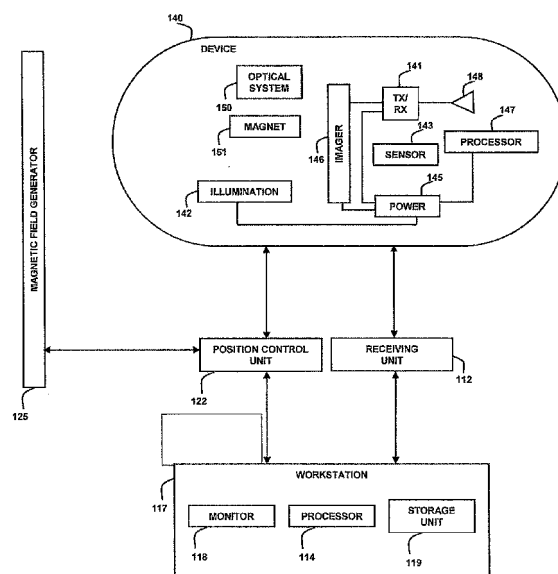 140
DEVICE
OPTICAL
SYSTEM
150
MAGNET
151
141
TX/
RX
148
IMAGER
146
143
SENSOR
147
PROCESSOR
ILLUMINATION
142
145
POWER
MAGNETIC FIELD GENERATOR
125
POSITION CONTROL
UNIT
122
RECEIVING
UNIT
112
WORKSTATION
117
MONITOR
118
PROCESSOR
114
STORAGE
UNIT
119